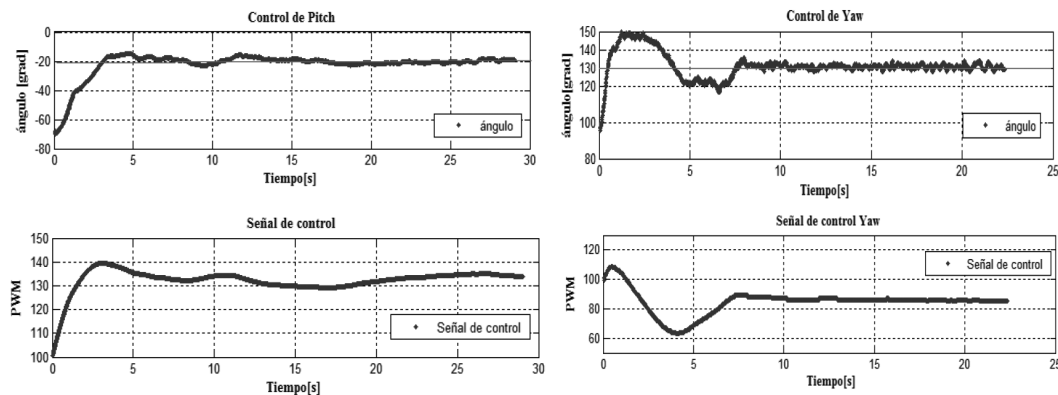 Control de Pitch
ángulo [grad]
0
-20
-40
-60
-80
0 5 10 15 20 25 30
ángulo
Tiempo[s]
Control de Yaw
ángulo[grad]
150
140
130
120
100
80
0 5 10 15 20 25
ángulo
Tiempo[s]
Señal de control
PWM
150
140
130
120
110
100
0 5 10 15 20 25 30
Señal de control
Tiempo[s]
Señal de control Yaw
PWM
120
100
80
60
0 5 10 15 20 25
Señal de control
Tiempo[s]